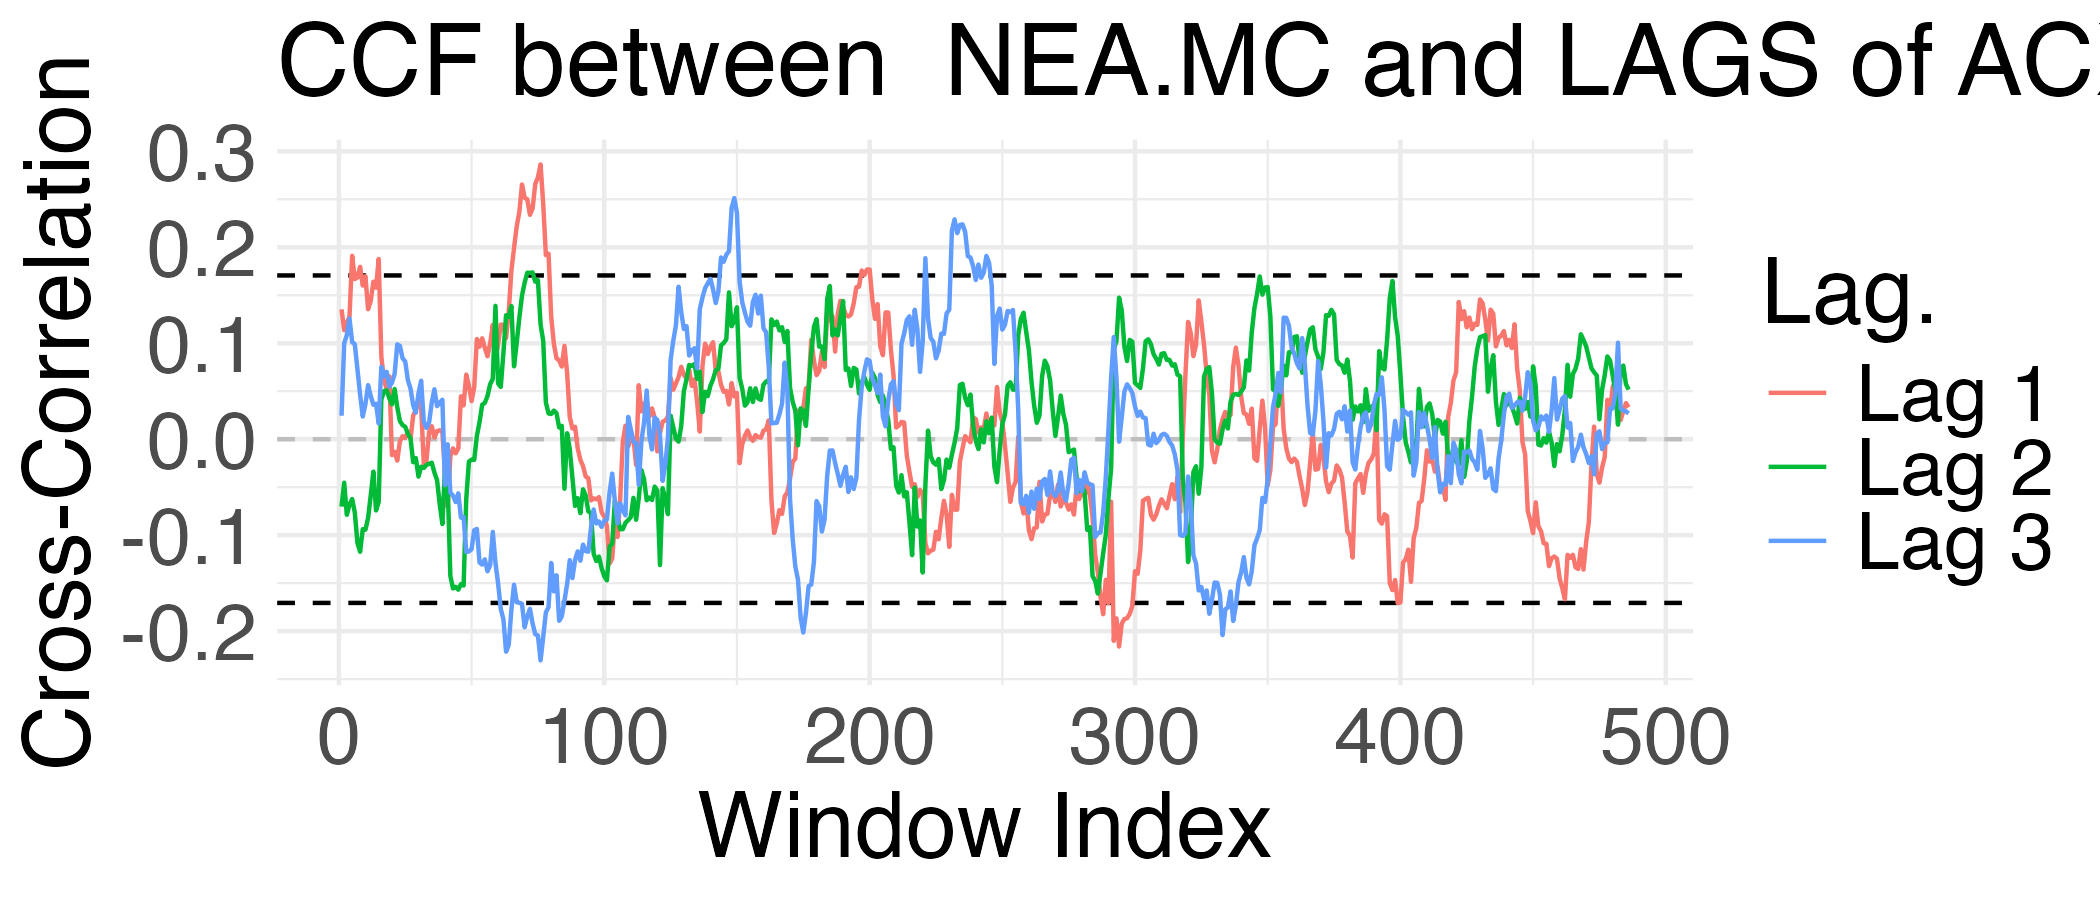 CCF between  NEA.MC and LAGS of AC
Cross-Correlation
0.3
0.2
0.1
0.0
-0.1
-0.2
0 100 200 300 400 500
Window Index
Lag.
Lag 1
Lag 2
Lag 3